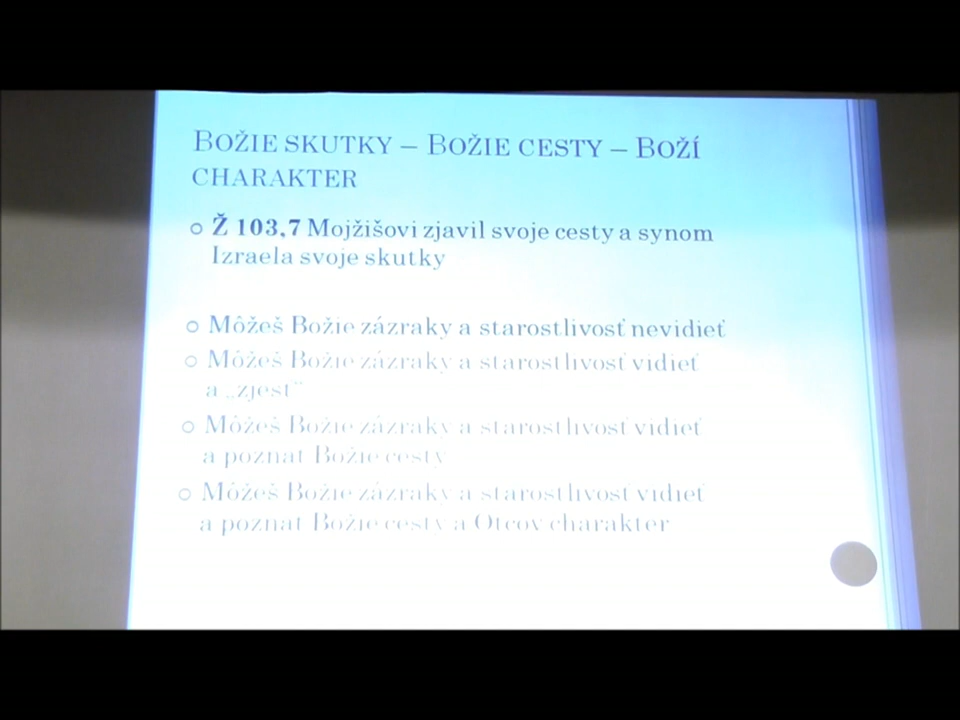 BOŽIE SKUTKY – BOŽIE CESTY – BOŽÍ
CHARAKTER
Ž 103,7 Mojžišovi zjavil svoje cesty a synom
Izraela svoje skutky
Môžeš Božie zázraky a starostlivosť nevidieť
Môžeš Božie zázraky a starostlivosť vidieť
a „zjesť“
Môžeš Božie zázraky a starostlivosť vidieť
a poznať Božie cesty
Môžeš Božie zázraky a starostlivosť vidieť
a poznať Božie cesty a Otcov charakter